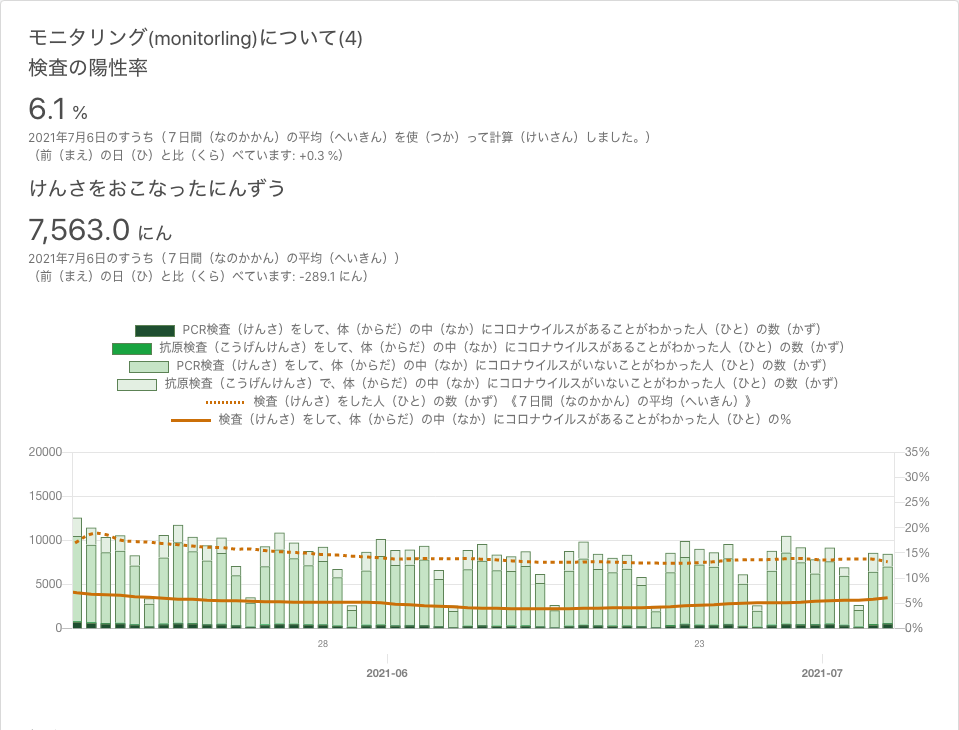 モニタリング(monitorling)について(4)
検査の陽性率
6.1 %
2021年7月6日のすうち（７日間（なのかかん）の平均（へいきん）を使（つか）って計算（けいさん）しました。）
（前（まえ）の日（ひ）と比（くら）べています: +0.3 %）
けんさをおこなったにんずう
7,563.0 にん
2021年7月6日のすうち（７日間（なのかかん）の平均（へいきん））
（前（まえ）の日（ひ）と比（くら）べています: -289.1 にん）
PCR検査（けんさ）をして、体（からだ）の中（なか）にコロナウイルスがあることがわかった人（ひと）の数（かず）
抗原検査（こうげんけんさ）をして、体（からだ）の中（なか）にコロナウイルスがあることがわかった人（ひと）の数（かず）
PCR検査（けんさ）をして、体（からだ）の中（なか）にコロナウイルスがいないことがわかった人（ひと）の数（かず）
抗原検査（こうげんけんさ）で、体（からだ）の中（なか）にコロナウイルスがいないことがわかった人（ひと）の数（かず）
検査（けんさ）をした人（ひと）の数（かず）《７日間（なのかかん）の平均（へいきん）》
検査（けんさ）をして、体（からだ）の中（なか）にコロナウイルスがあることがわかった人（ひと）の%
20000 35%
30%
15000
25%
20%
10000
15%
10%
5000
5%
0 0%
28 23
2021-06 2021-07